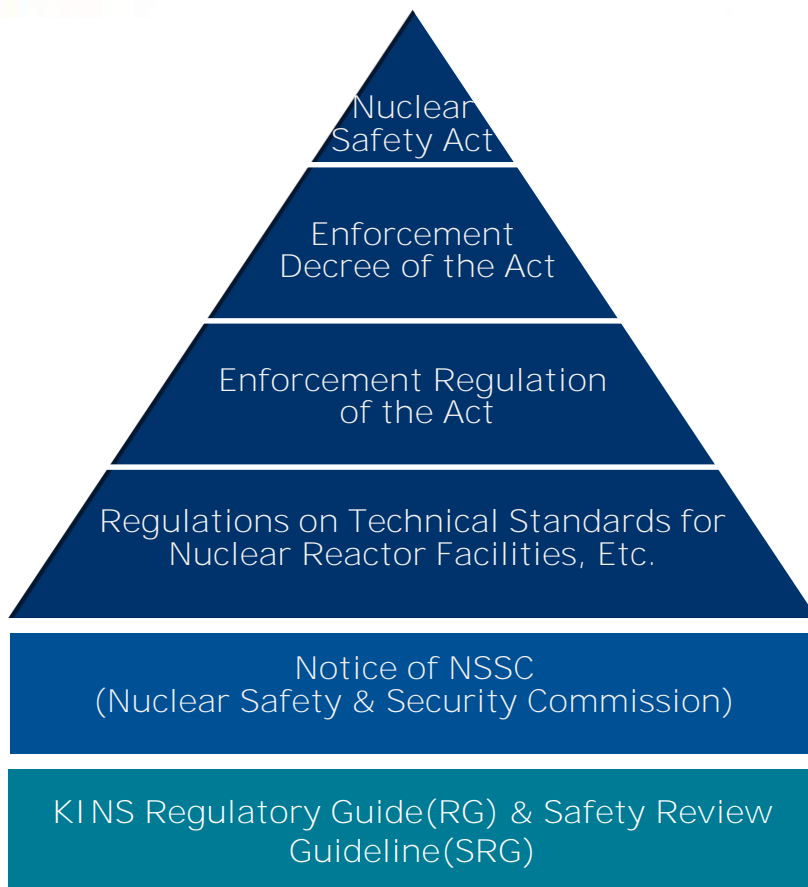 Nuclear
Safety Act
Enforcement
Decree of the Act
Enforcement Regulation
of the Act
Regulations on Technical Standards for
Nuclear Reactor Facilities, Etc.
Notice of NSSC
(Nuclear Safety & Security Commission)
KINS Regulatory Guide(RG) & Safety Review
Guideline(SRG)